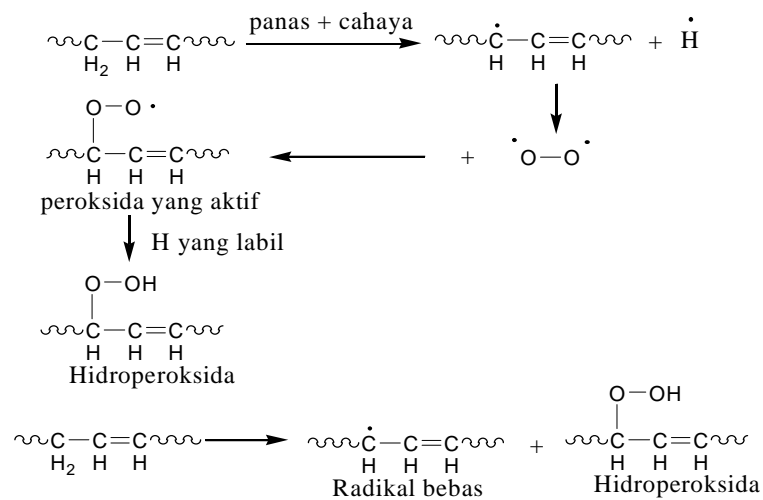 panas + cahaya
C—C=C
H₂ H H
Ċ—C=C + Ḣ
H H H
O—O •
C—C=C
H H H
+ •O—O•
peroksida yang aktif
H yang labil
O—OH
C—C=C
H H H
Hidroperoksida
C—C=C
H₂ H H
Ċ—C=C
H H H
Radikal bebas
+
O—OH
C—C=C
H H H
Hidroperoksida